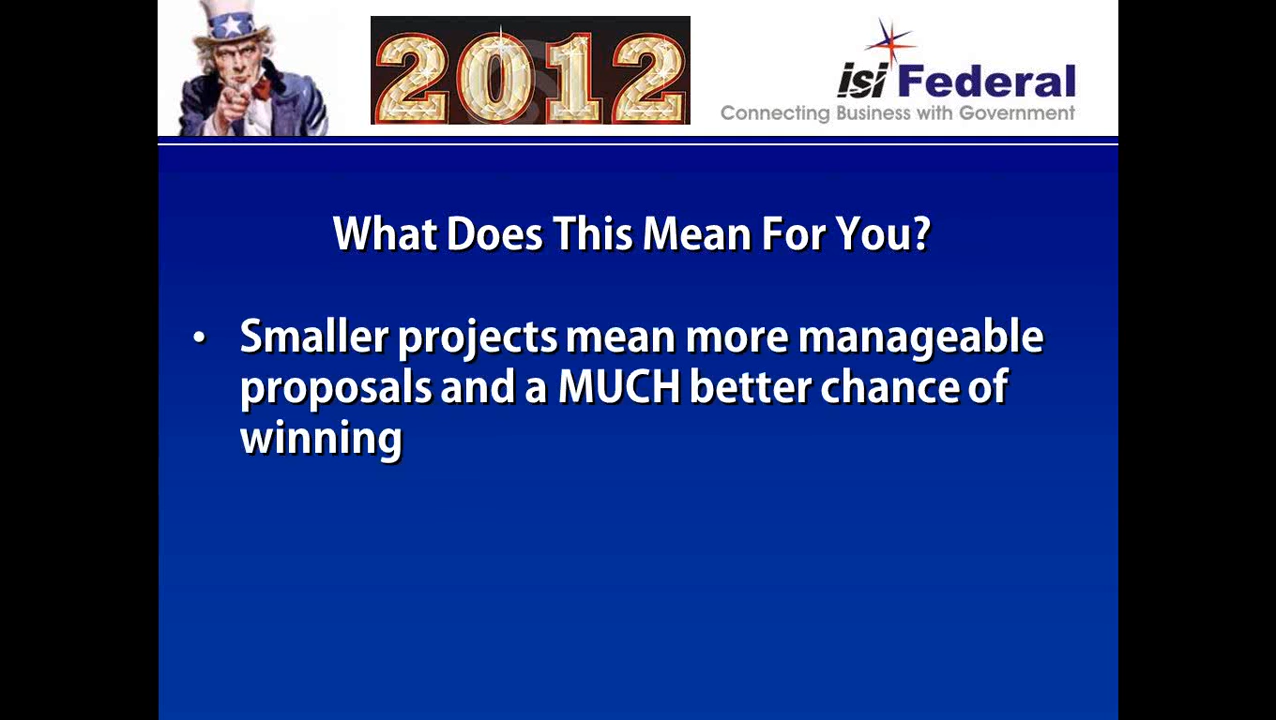 2012
isi Federal
Connecting Business with Government
What Does This Mean For You?
• Smaller projects mean more manageable
proposals and a MUCH better chance of
winning